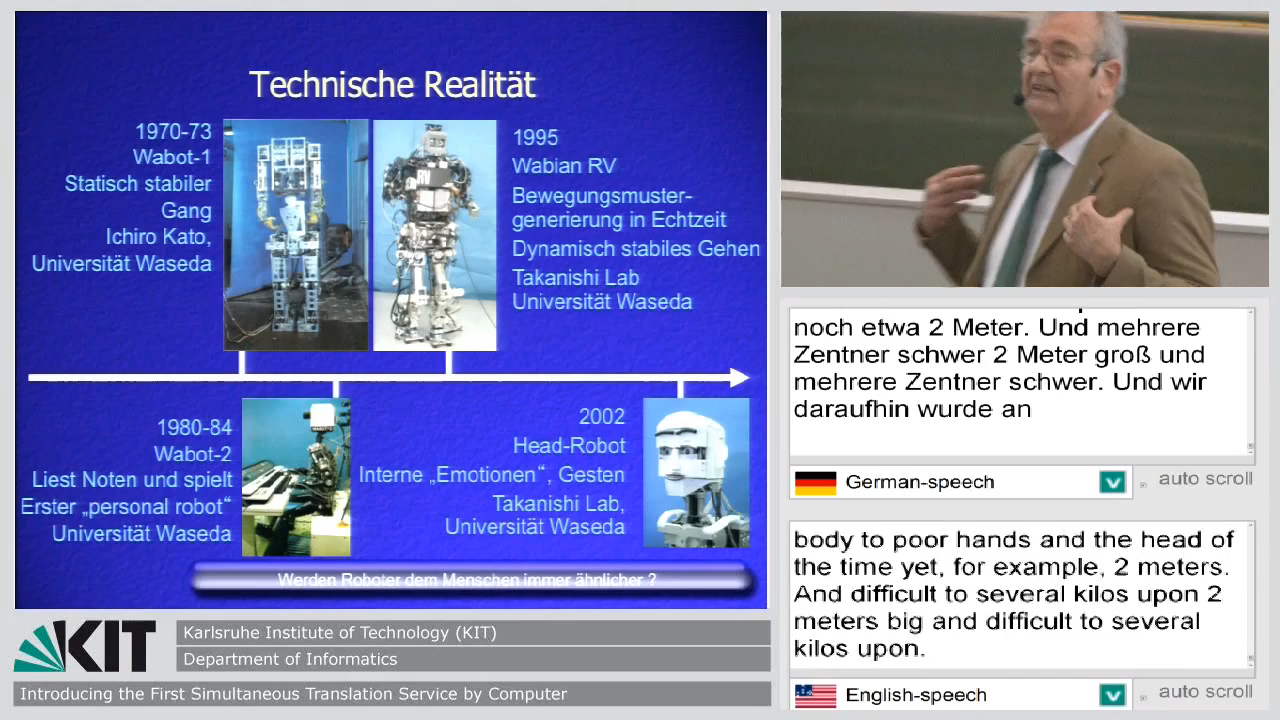 Technische Realität
1970-73
Wabot-1
Statisch stabiler
Gang
Ichiro Kato,
Universität Waseda
RV
1995
Wabian RV
Bewegungsmuster-
generierung in Echtzeit
Dynamisch stabiles Gehen
Takanishi Lab
Universität Waseda
1980-84
Wabot-2
Liest Noten und spielt
Erster „personal robot“
Universität Waseda
2002
Head-Robot
Interne „Emotionen“, Gesten
Takanishi Lab,
Universität Waseda
Werden Roboter dem Menschen immer ähnlicher ?
noch etwa 2 Meter. Und mehrere
Zentner schwer 2 Meter groß und
mehrere Zentner schwer. Und wir
daraufhin wurde an
German-speech
auto scroll
body to poor hands and the head of
the time yet, for example, 2 meters.
And difficult to several kilos upon 2
meters big and difficult to several
kilos upon.
English-speech
auto scroll
KIT
Karlsruhe Institute of Technology (KIT)
Department of Informatics
Introducing the First Simultaneous Translation Service by Computer